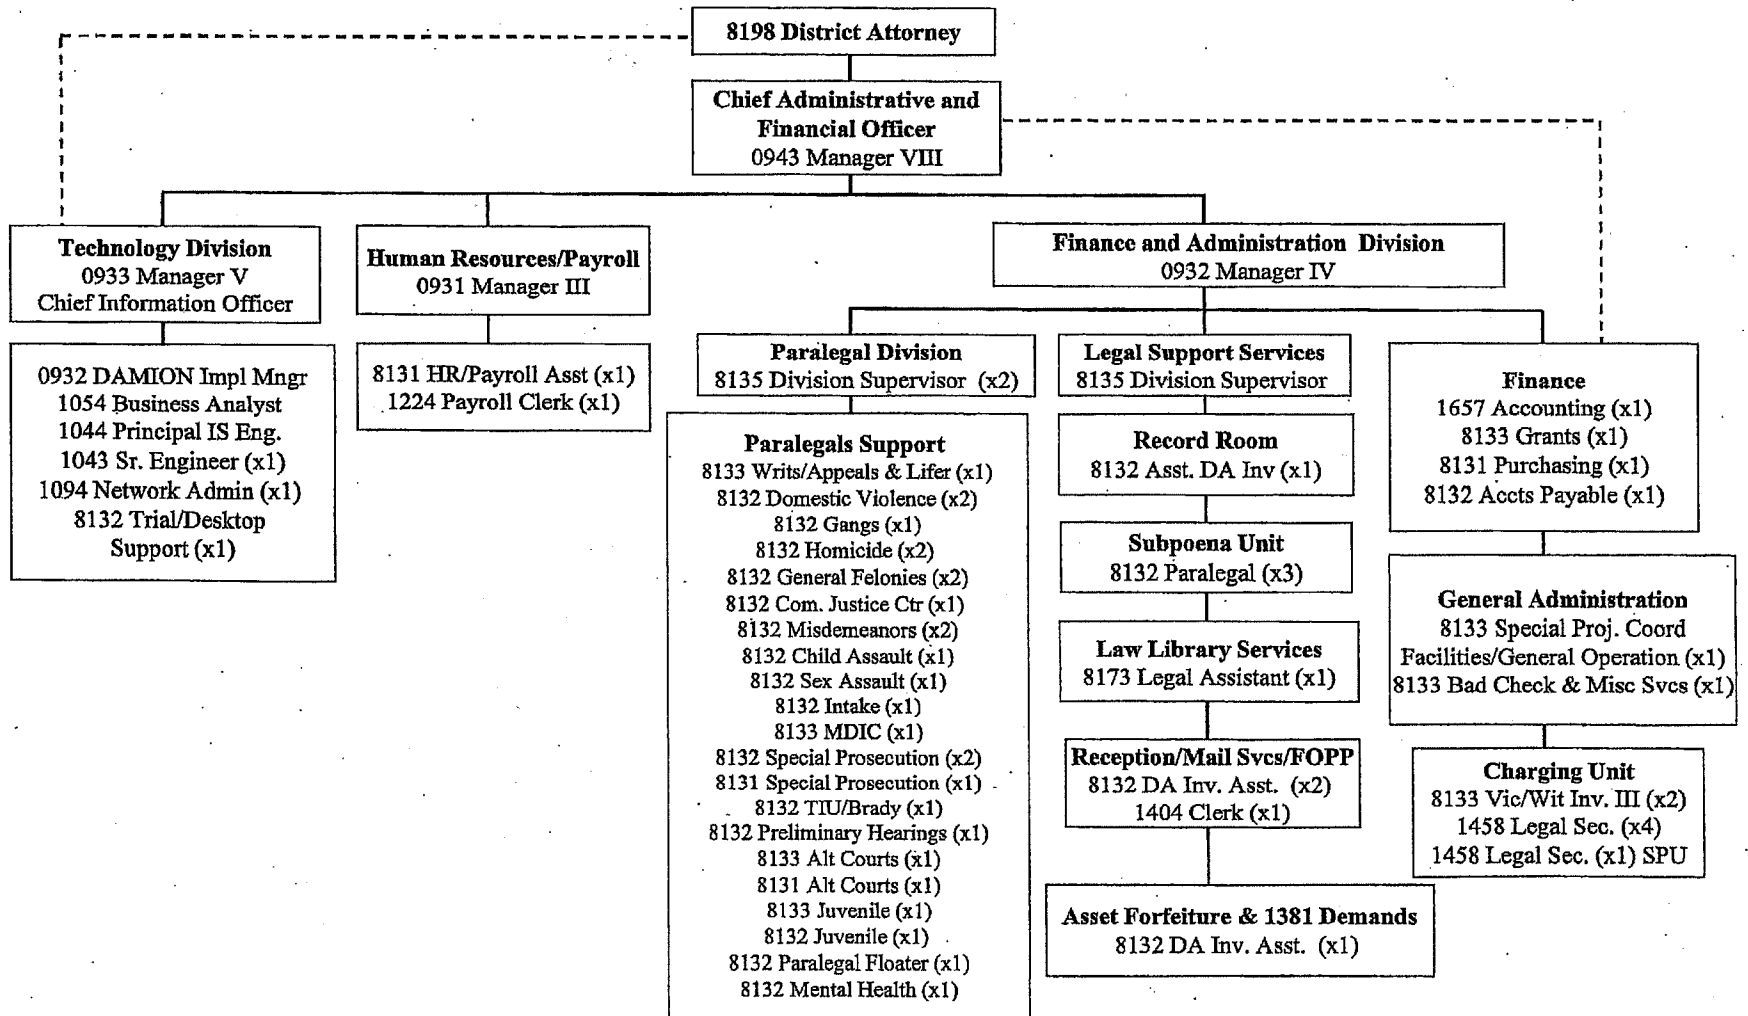 8198 District Attorney
Chief Administrative and
Financial Officer
0943 Manager VIII
Technology Division
0933 Manager V
Chief Information Officer
Human Resources/Payroll
0931 Manager III
Finance and Administration Division
0932 Manager IV
0932 DAMION Impl Mngr
1054 Business Analyst
1044 Principal IS Eng.
1043 Sr. Engineer (x1)
1094 Network Admin (x1)
8132 Trial/Desktop
Support (x1)
8131 HR/Payroll Asst (x1)
1224 Payroll Clerk (x1)
Paralegal Division
8135 Division Supervisor (x2)
Paralegals Support
8133 Writs/Appeals & Lifer (x1)
8132 Domestic Violence (x2)
8132 Gangs (x1)
8132 Homicide (x2)
8132 General Felonies (x2)
8132 Com. Justice Ctr (x1)
8132 Misdemeanors (x2)
8132 Child Assault (x1)
8132 Sex Assault (x1)
8132 Intake (x1)
8133 MDIC (x1)
8132 Special Prosecution (x2)
8131 Special Prosecution (x1)
8132 TIU/Brady (x1)
8132 Preliminary Hearings (x1)
8133 Alt Courts (x1)
8131 Alt Courts (x1)
8133 Juvenile (x1)
8132 Juvenile (x1)
8132 Paralegal Floater (x1)
8132 Mental Health (x1)
Legal Support Services
8135 Division Supervisor
Record Room
8132 Asst. DA Inv (x1)
Subpoena Unit
8132 Paralegal (x3)
Law Library Services
8173 Legal Assistant (x1)
Reception/Mail Svcs/FOPP
8132 DA Inv. Asst. (x2)
1404 Clerk (x1)
Asset Forfeiture & 1381 Demands
8132 DA Inv. Asst. (x1)
Finance
1657 Accounting (x1)
8133 Grants (x1)
8131 Purchasing (x1)
8132 Accts Payable (x1)
General Administration
8133 Special Proj. Coord
Facilities/General Operation (x1)
8133 Bad Check & Misc Svcs (x1)
Charging Unit
8133 Vic/Wit Inv. III (x2)
1458 Legal Sec. (x4)
1458 Legal Sec. (x1) SPU